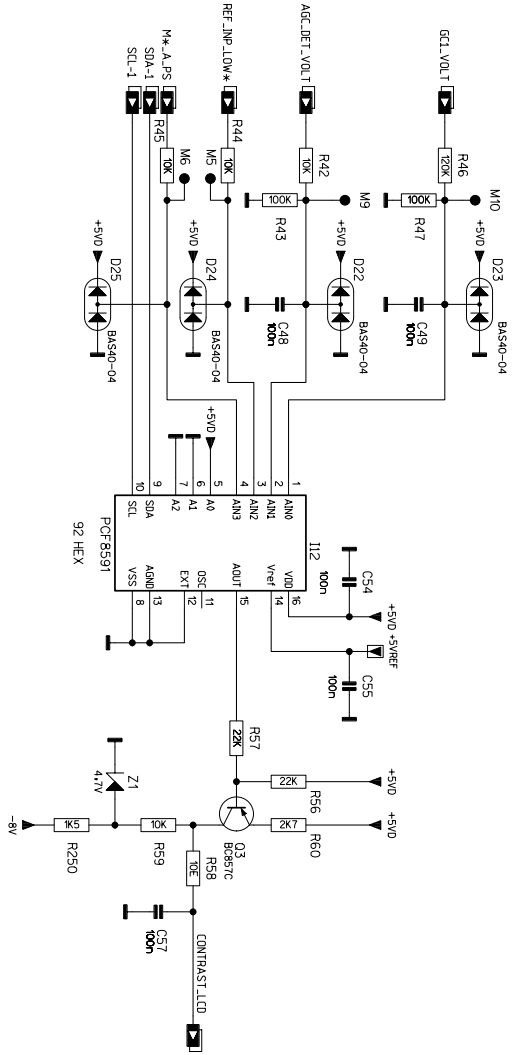 GC1_VOLT
R46
120K
M10
100K
R47
+5VD
D23
BAS40-04
C49
100n
AGC_DET_VOLT
R42
10K
M9
100K
R43
+5VD
D22
BAS40-04
C48
100n
REF_INP_LOW*
R44
10K
M5
+5VD
D24
BAS40-04
M*_A_PS
SDA-1
SCL-1
R45
10K
M6
+5VD
D25
BAS40-04
+5VD
1
2
3
4
5
6
7
9
10
AIN0
AIN1
AIN2
AIN3
A0
A1
A2
SDA
SCL
I12
PCF8591
92 HEX
VDD
Vref
AOUT
OSC
EXT
AGND
VSS
16
14
15
11
12
13
8
C54
100n
+5VD
+5VREF
C55
100n
R57
22K
+5VD
R56
22K
+5VD
R60
2K7
Q3
BC857C
Z1
4,7V
R59
10K
R250
1K5
-8V
R58
10E
C57
100n
CONTRAST_LCD